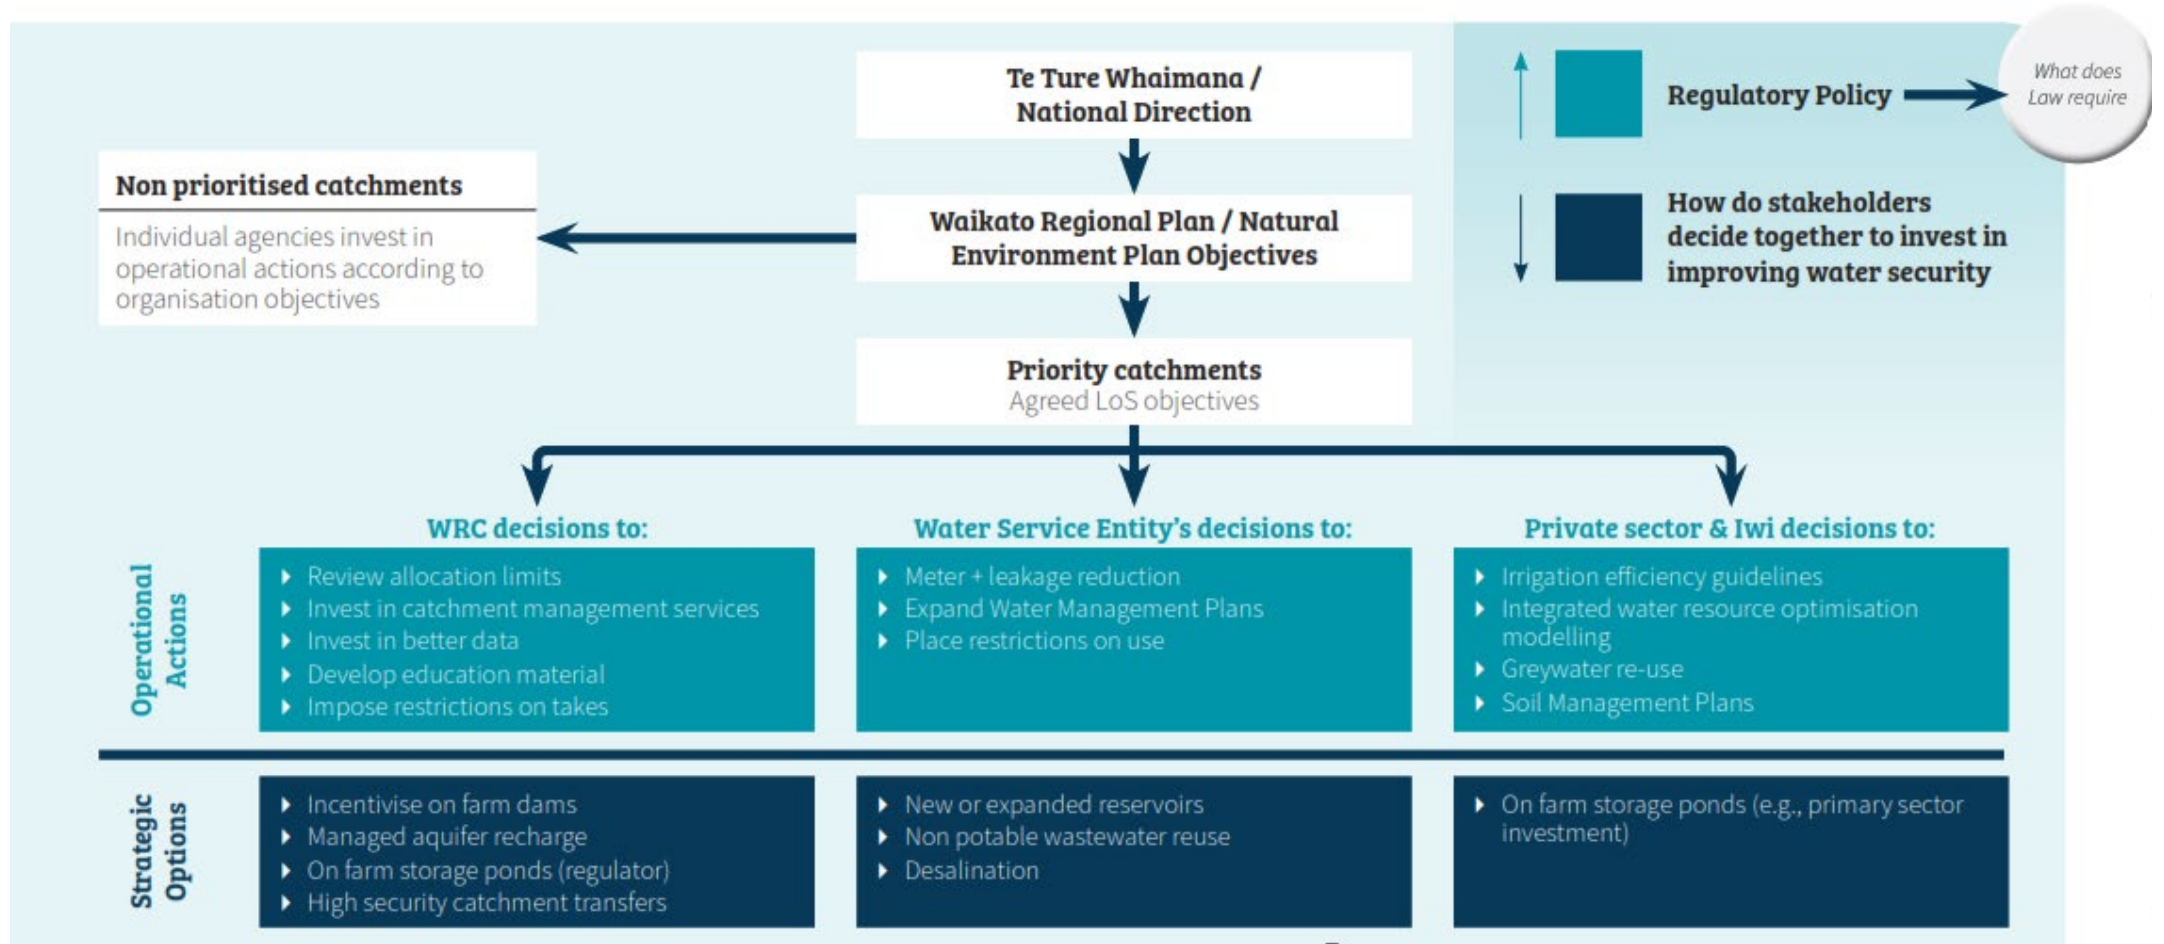 Te Ture Whaimana /
National Direction
Regulatory Policy
What does
Law require
Non prioritised catchments
Individual agencies invest in
operational actions according to
organisation objectives
Waikato Regional Plan / Natural
Environment Plan Objectives
How do stakeholders
decide together to invest in
improving water security
Priority catchments
Agreed LoS objectives
WRC decisions to:
Water Service Entity's decisions to:
Private sector & Iwi decisions to:
Operational
Actions
Review allocation limits
Invest in catchment management services
Invest in better data
Develop education material
Impose restrictions on takes
Meter + leakage reduction
Expand Water Management Plans
Place restrictions on use
Irrigation efficiency guidelines
Integrated water resource optimisation
modelling
Greywater re-use
Soil Management Plans
Strategic
Options
Incentivise on farm dams
Managed aquifer recharge
On farm storage ponds (regulator)
High security catchment transfers
New or expanded reservoirs
Non potable wastewater reuse
Desalination
On farm storage ponds (e.g., primary sector
investment)